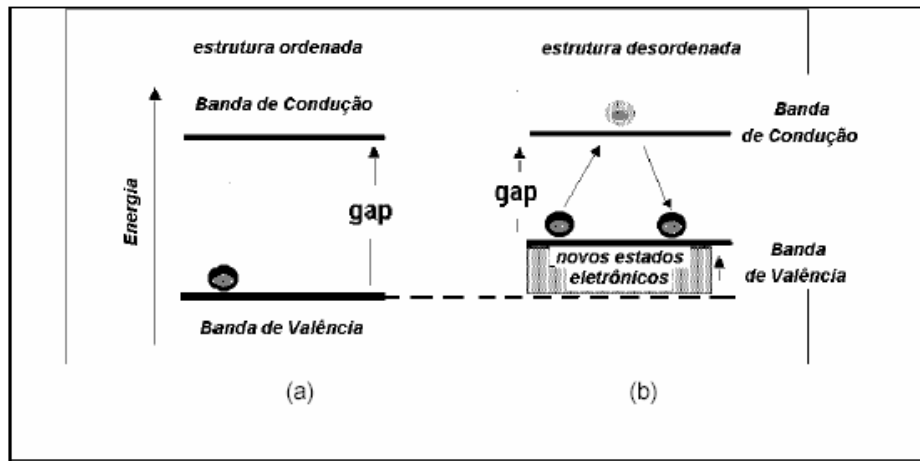 estrutura ordenada
estrutura desordenada
Banda de Condução
Banda
de Condução
Energia
gap
gap
novos estados
eletrônicos
Banda
de Valência
Banda de Valência
(a)
(b)